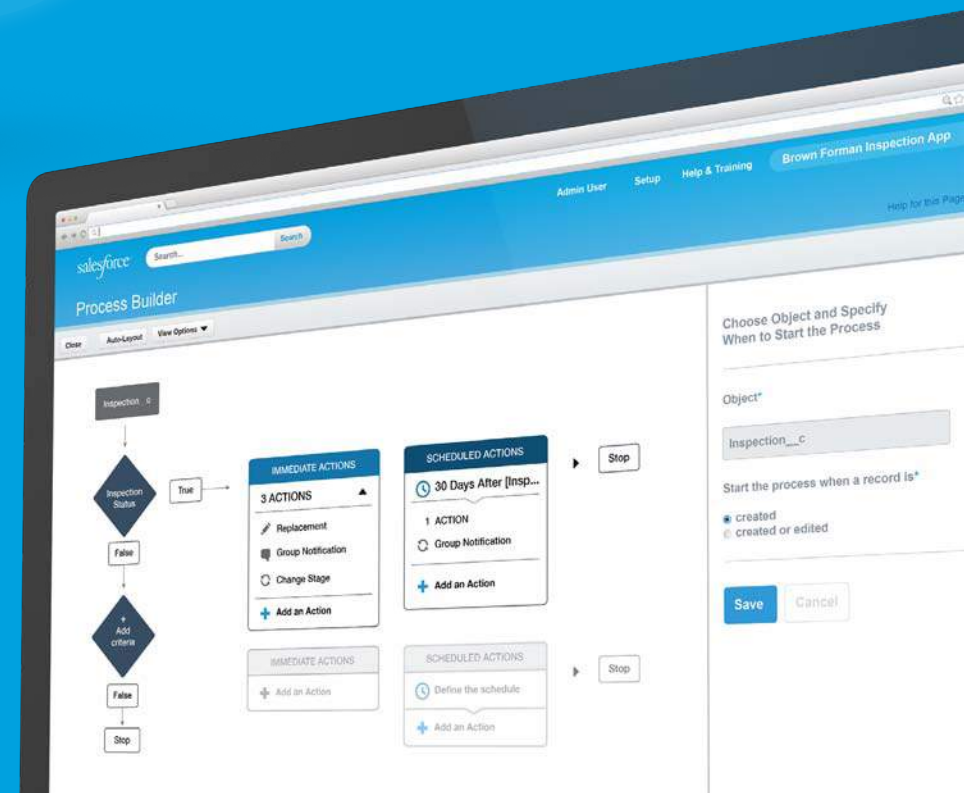 Admin User Setup Help & Training Brown Forman Inspection App
salesforce Search... Search
Help for this Page
Process Builder
Close Auto-Layout View Options
Inspection__c
Inspection
Status
True
False
+
Add
criteria
False
Stop
IMMEDIATE ACTIONS
3 ACTIONS
Replacement
Group Notification
Change Stage
Add an Action
SCHEDULED ACTIONS
30 Days After [Insp...
1 ACTION
Group Notification
Add an Action
Stop
IMMEDIATE ACTIONS
Add an Action
SCHEDULED ACTIONS
Define the schedule
Add an Action
Stop
Choose Object and Specify
When to Start the Process
Object*
Inspection__c
Start the process when a record is*
created
created or edited
Save Cancel